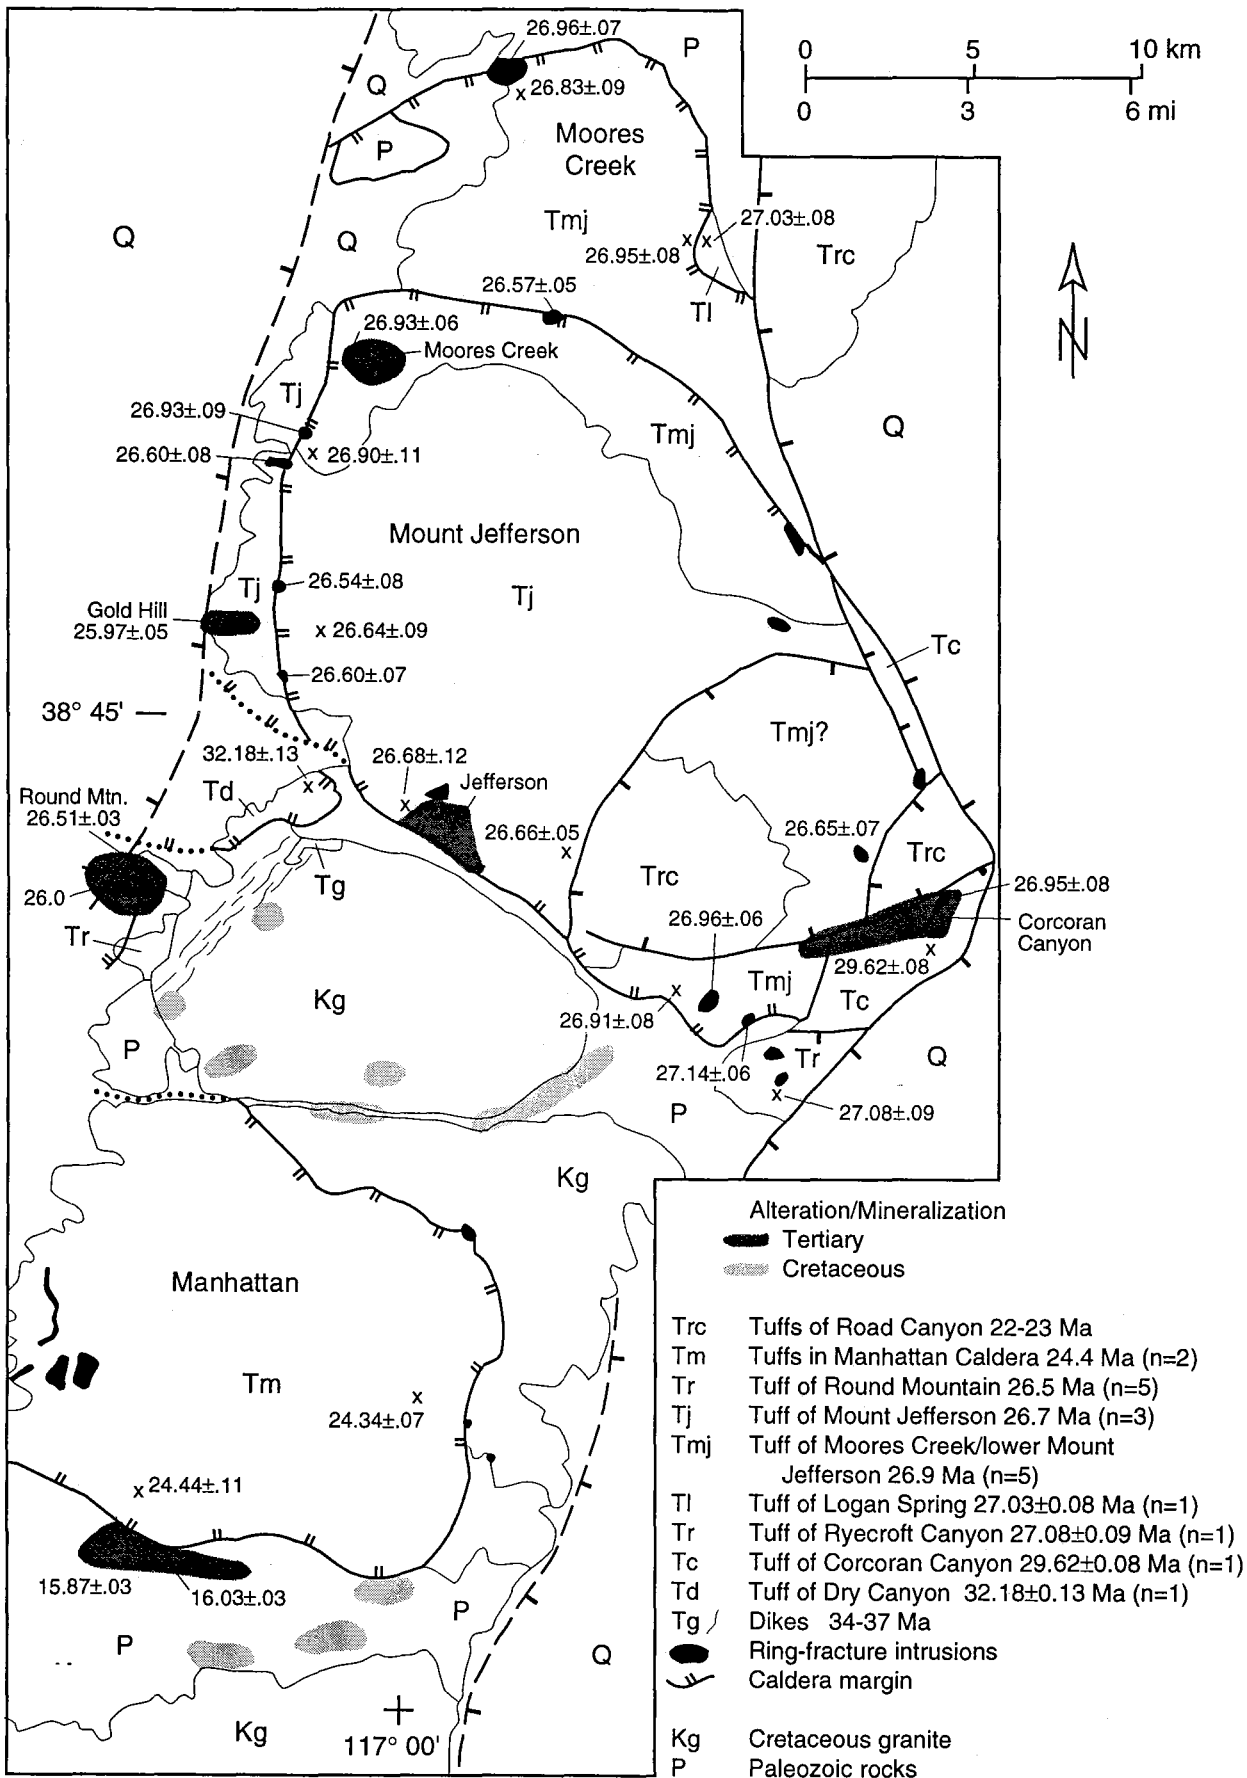 26.96±.07
P
0 5 10 km
0 3 6 mi
Q
x 26.83±.09
P
Moores
Creek
Q
Q
Tmj
27.03±.08
x x
26.95±.08
Trc
Tl
26.57±.05
N
26.93±.06
Moores Creek
Tj
26.93±.09
Tmj
Q
26.60±.08
x 26.90±.11
Mount Jefferson
Tj
Tj
26.54±.08
Gold Hill
25.97±.05
x 26.64±.09
Tc
26.60±.07
38° 45'
Tmj?
32.18±.13
x
26.68±.12
x
Jefferson
Td
Round Mtn.
26.51±.03
26.66±.05
x
26.65±.07
Trc
Trc
Tg
26.0
26.95±.08
Corcoran
Canyon
26.96±.06
Tr
x
29.62±.08
Kg
Tmj
Tc
x
26.91±.08
P
Tr
Q
27.14±.06
x
27.08±.09
P
Kg
Manhattan
Tm
x
24.34±.07
x 24.44±.11
15.87±.03
16.03±.03
P
P
Q
Kg
117° 00'
Alteration/Mineralization
Tertiary
Cretaceous
Trc Tuffs of Road Canyon 22-23 Ma
Tm Tuffs in Manhattan Caldera 24.4 Ma (n=2)
Tr Tuff of Round Mountain 26.5 Ma (n=5)
Tj Tuff of Mount Jefferson 26.7 Ma (n=3)
Tmj Tuff of Moores Creek/lower Mount
Jefferson 26.9 Ma (n=5)
Tl Tuff of Logan Spring 27.03±0.08 Ma (n=1)
Tr Tuff of Ryecroft Canyon 27.08±0.09 Ma (n=1)
Tc Tuff of Corcoran Canyon 29.62±0.08 Ma (n=1)
Td Tuff of Dry Canyon 32.18±0.13 Ma (n=1)
Tg Dikes 34-37 Ma
Ring-fracture intrusions
Caldera margin
Kg Cretaceous granite
P Paleozoic rocks